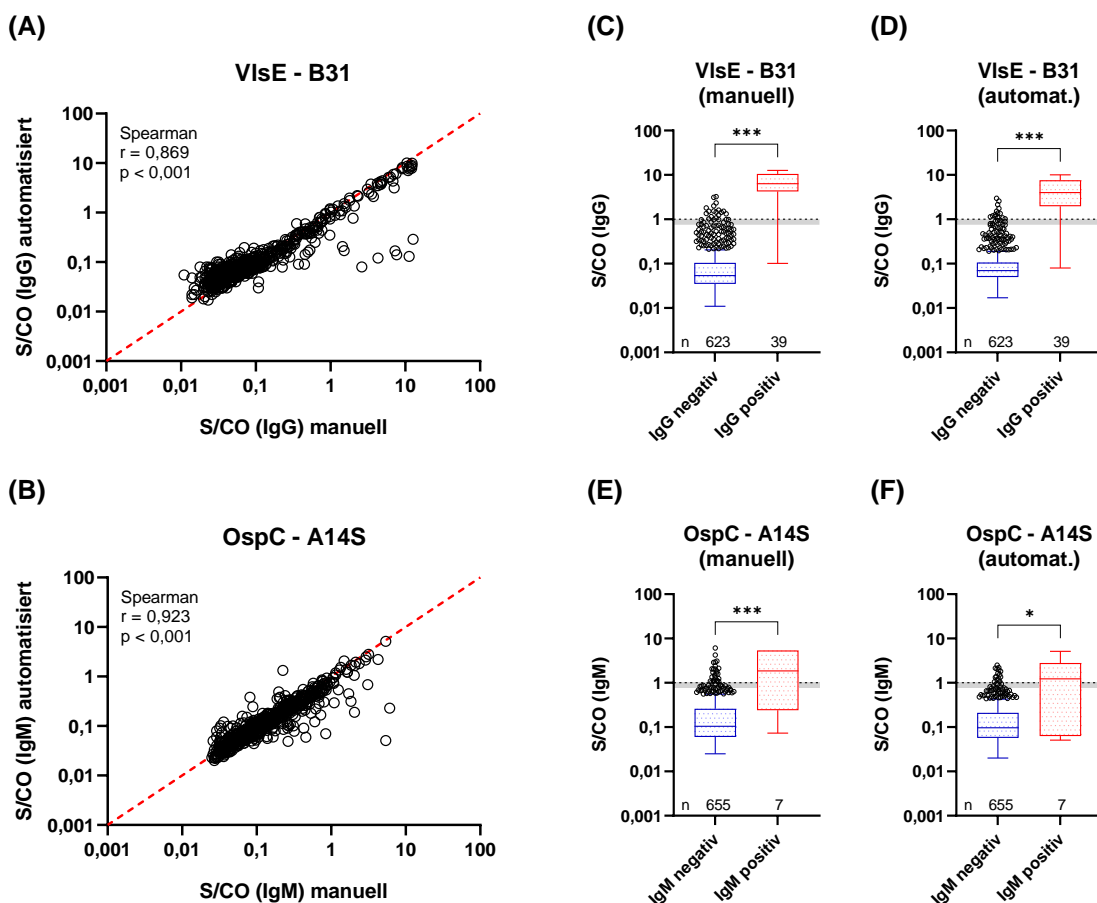 (A)
VlsE - B31
Spearman
r = 0,869
p < 0,001
S/CO (IgG) automatisiert
100
10
1
0,1
0,01
0,001
0,001
0,01
0,1
1
10
100
S/CO (IgG) manuell
(C)
VlsE - B31
(manuell)
***
S/CO (IgG)
100
10
1
0,1
0,01
0,001
n 623 39
IgG negativ
IgG positiv
(D)
VlsE - B31
(automat.)
***
S/CO (IgG)
100
10
1
0,1
0,01
0,001
n 623 39
IgG negativ
IgG positiv
(B)
OspC - A14S
Spearman
r = 0,923
p < 0,001
S/CO (IgM) automatisiert
100
10
1
0,1
0,01
0,001
0,001
0,01
0,1
1
10
100
S/CO (IgM) manuell
(E)
OspC - A14S
(manuell)
***
S/CO (IgM)
100
10
1
0,1
0,01
0,001
n 655 7
IgM negativ
IgM positiv
(F)
OspC - A14S
(automat.)
*
S/CO (IgM)
100
10
1
0,1
0,01
0,001
n 655 7
IgM negativ
IgM positiv